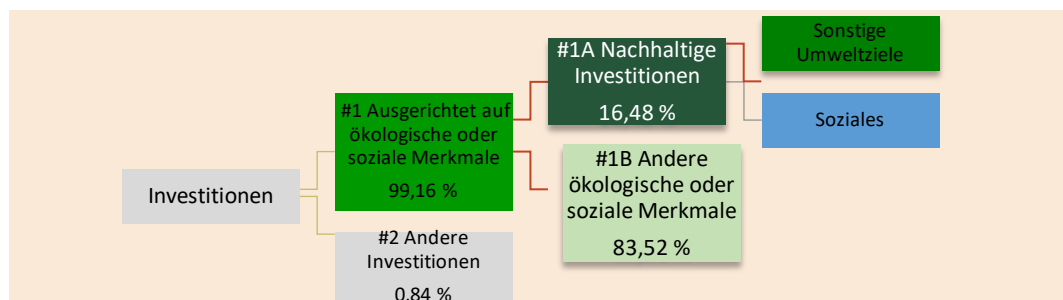 Investitionen
#1 Ausgerichtet auf
ökologische oder
soziale Merkmale
99,16 %
#2 Andere
Investitionen
0,84 %
#1A Nachhaltige
Investitionen
16,48 %
#1B Andere
ökologische oder
soziale Merkmale
83,52 %
Sonstige
Umweltziele
Soziales